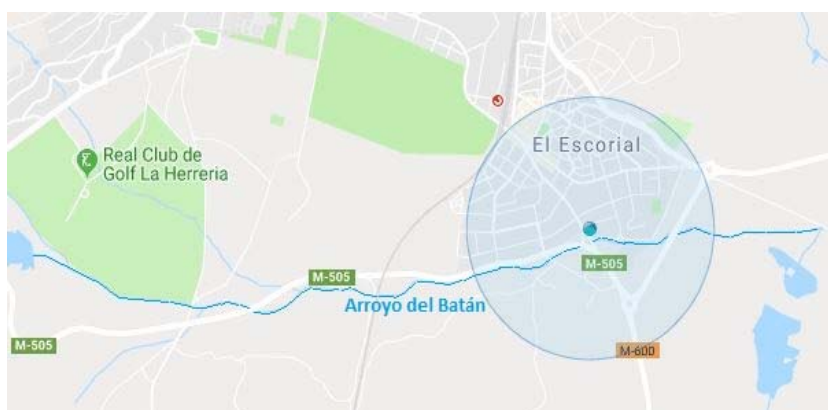 El Escorial
Real Club de
Golf La Herreria
M-505
M-505
Arroyo del Batán
M-505
M-600